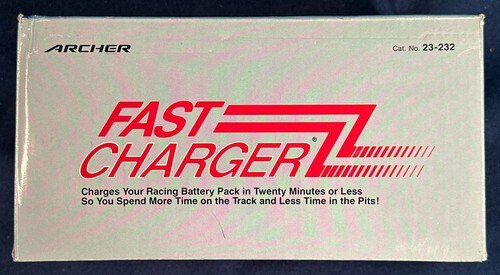 ARCHER
Cat. No. 23-232
FAST
CHARGER®
Charges Your Racing Battery Pack in Twenty Minutes or Less
So You Spend More Time on the Track and Less Time in the Pits!